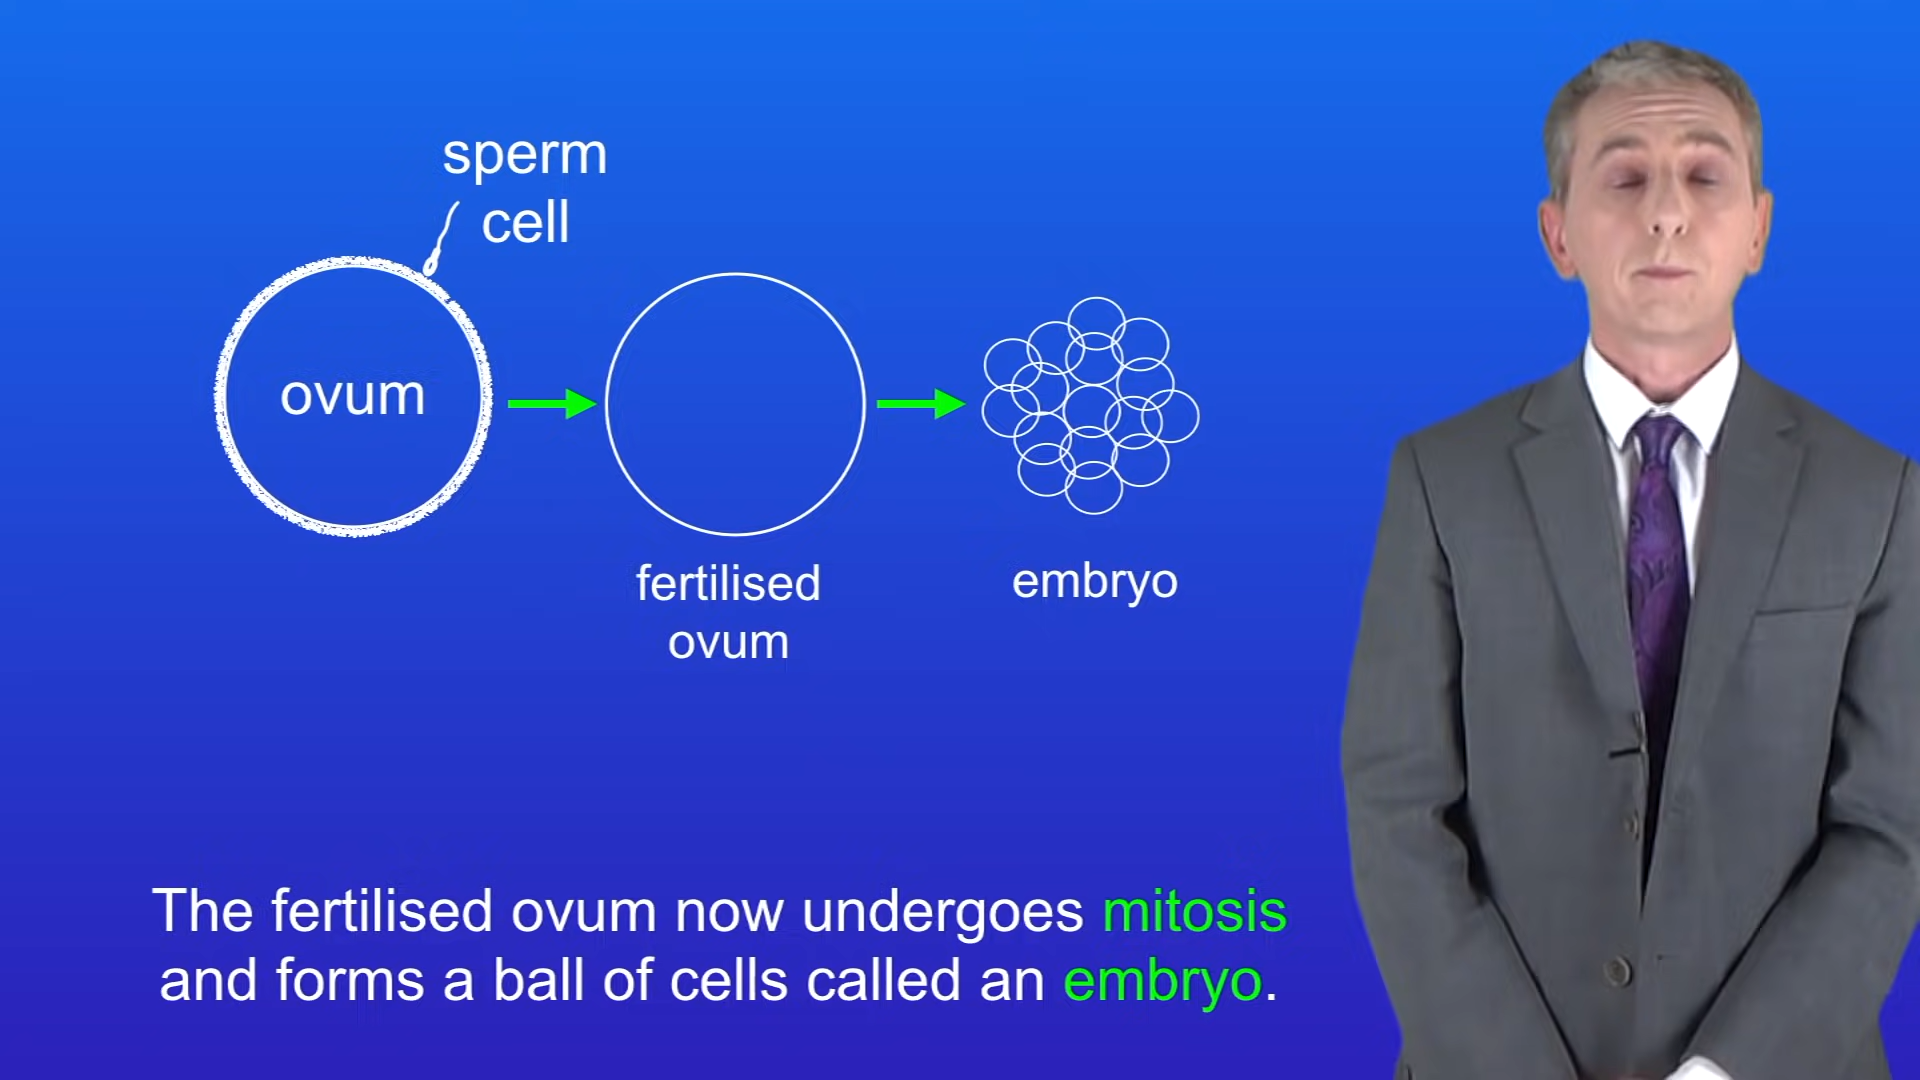 sperm
cell
ovum
fertilised
ovum
embryo
The fertilised ovum now undergoes mitosis
and forms a ball of cells called an embryo.